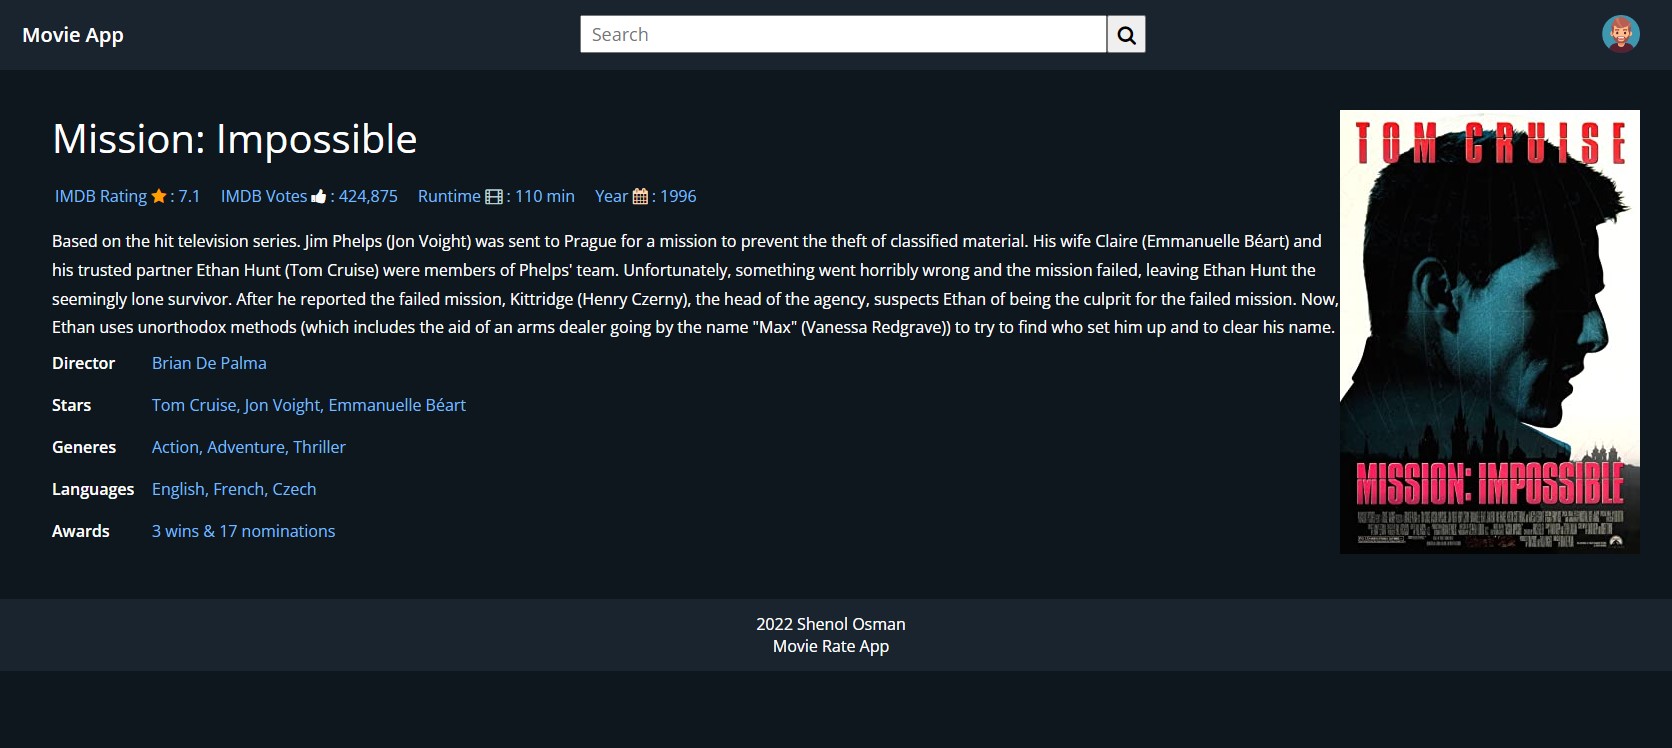 Movie App
Search
Mission: Impossible
IMDB Rating : 7.1 IMDB Votes : 424,875 Runtime : 110 min Year : 1996
Based on the hit television series. Jim Phelps (Jon Voight) was sent to Prague for a mission to prevent the theft of classified material. His wife Claire (Emmanuelle Béart) and
his trusted partner Ethan Hunt (Tom Cruise) were members of Phelps' team. Unfortunately, something went horribly wrong and the mission failed, leaving Ethan Hunt the
seemingly lone survivor. After he reported the failed mission, Kittridge (Henry Czerny), the head of the agency, suspects Ethan of being the culprit for the failed mission. Now,
Ethan uses unorthodox methods (which includes the aid of an arms dealer going by the name "Max" (Vanessa Redgrave)) to try to find who set him up and to clear his name.
Director Brian De Palma
Stars Tom Cruise, Jon Voight, Emmanuelle Béart
Generes Action, Adventure, Thriller
Languages English, French, Czech
Awards 3 wins & 17 nominations
TOM CRUISE
MISSION: IMPOSSIBLE
2022 Shenol Osman
Movie Rate App